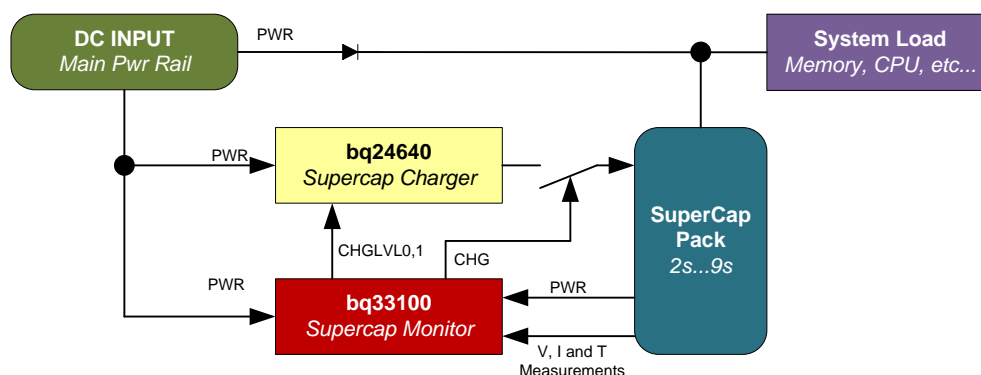 DC INPUT
Main Pwr Rail
PWR
System Load
Memory, CPU, etc...
PWR
bq24640
Supercap Charger
SuperCap
Pack
2s...9s
CHGLVL0,1
CHG
PWR
bq33100
Supercap Monitor
PWR
V, I and T
Measurements